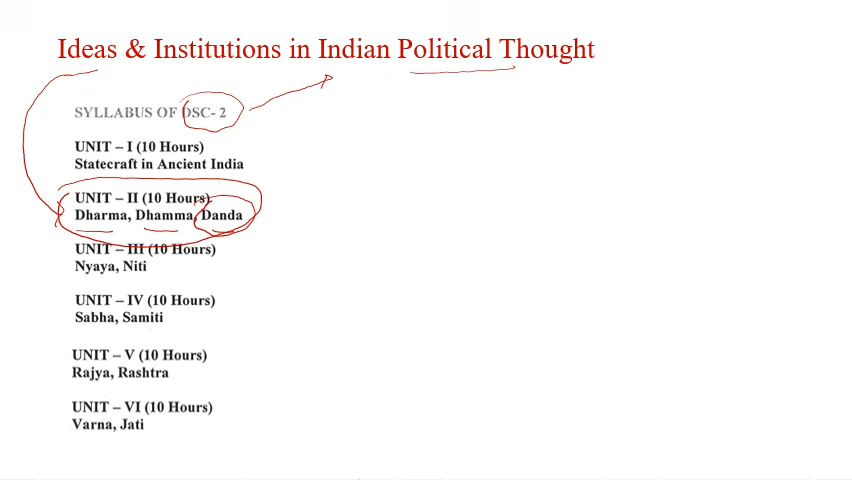 Ideas & Institutions in Indian Political Thought
SYLLABUS OF DSC- 2
UNIT – I (10 Hours)
Statecraft in Ancient India
UNIT – II (10 Hours)
Dharma, Dhamma, Danda
UNIT – III (10 Hours)
Nyaya, Niti
UNIT – IV (10 Hours)
Sabha, Samiti
UNIT – V (10 Hours)
Rajya, Rashtra
UNIT – VI (10 Hours)
Varna, Jati